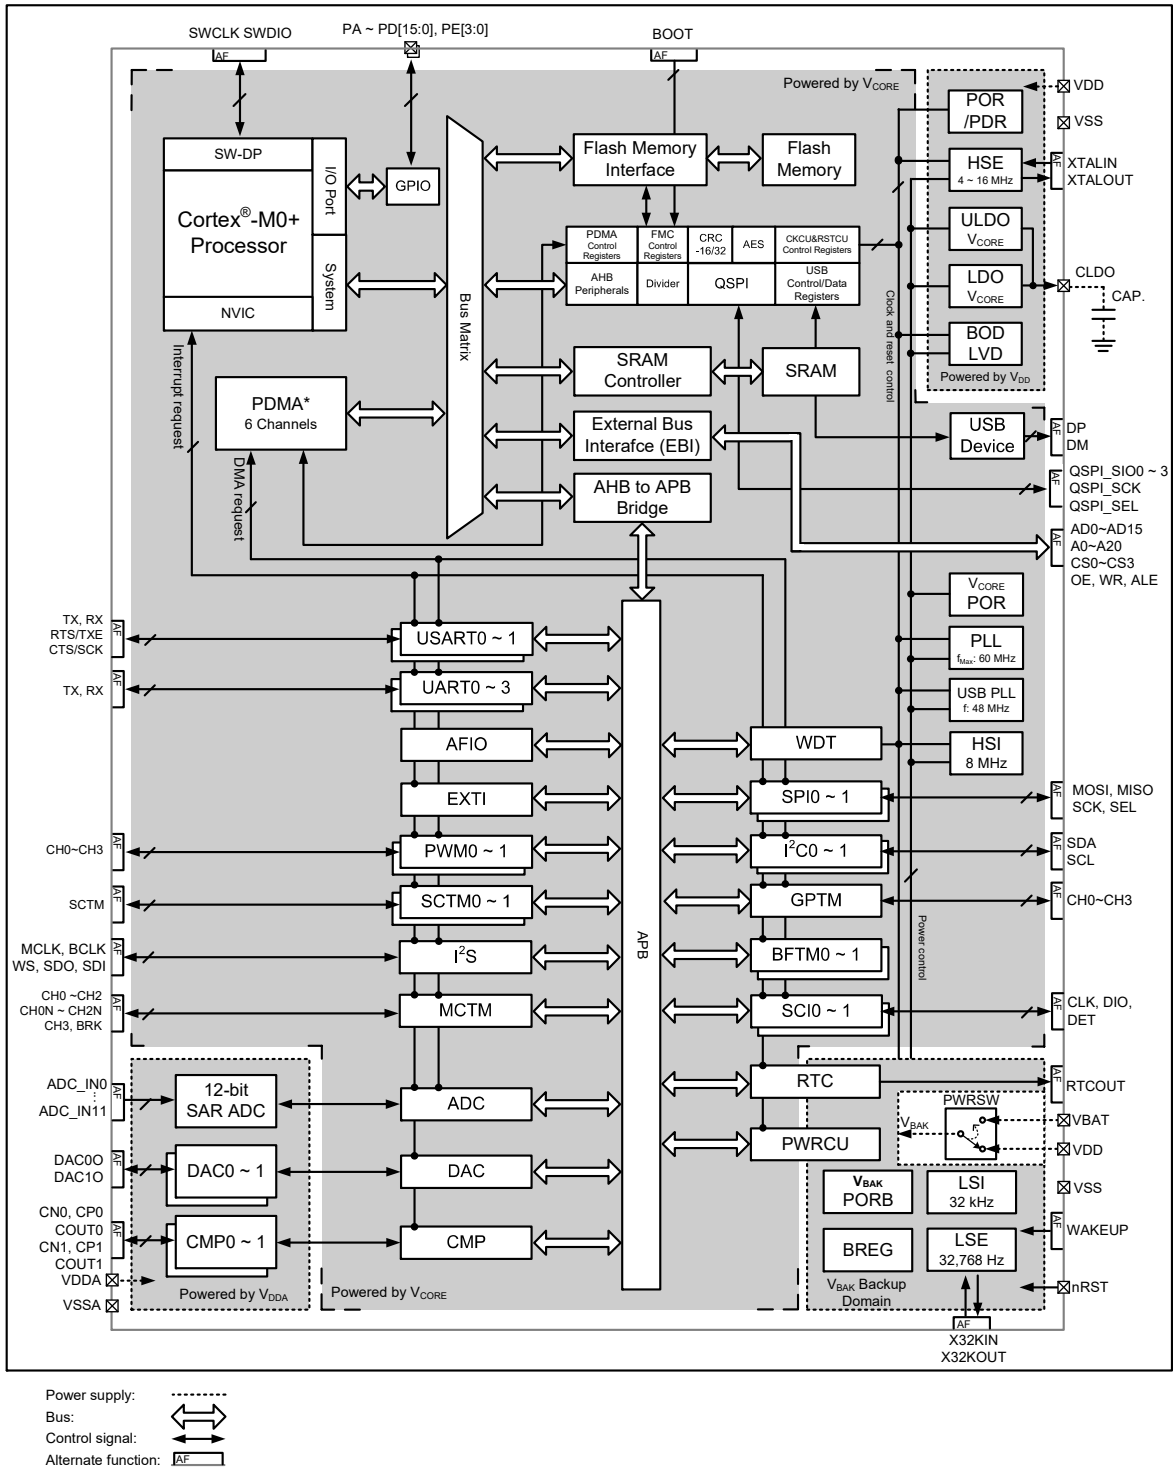 SWCLK SWDIO
AF
PA ~ PD[15:0], PE[3:0]
BOOT
AF
Powered by VCORE
SW-DP
Cortex®-M0+
Processor
NVIC
I/O Port
System
GPIO
Bus Matrix
Interrupt request
PDMA*
6 Channels
DMA request
Flash Memory
Interface
Flash
Memory
PDMA
Control
Registers
FMC
Control
Registers
CRC
-16/32
AES
CKCU&RSTCU
Control Registers
AHB
Peripherals
Divider
QSPI
USB
Control/Data
Registers
SRAM
Controller
SRAM
External Bus
Interafce (EBI)
AHB to APB
Bridge
Clock and reset control
POR
/PDR
HSE
4 ~ 16 MHz
ULDO
VCORE
LDO
VCORE
BOD
LVD
Powered by VDD
VDD
VSS
AF
XTALIN
XTALOUT
CLDO
CAP.
USB
Device
AF
DP
DM
AF
QSPI_SIO0 ~ 3
QSPI_SCK
QSPI_SEL
AF
AD0~AD15
A0~A20
CS0~CS3
OE, WR, ALE
VCORE
POR
PLL
fMax: 60 MHz
USB PLL
f: 48 MHz
HSI
8 MHz
TX, RX
RTS/TXE
CTS/SCK
AF
USART0 ~ 1
TX, RX
AF
UART0 ~ 3
AFIO
EXTI
CH0~CH3
AF
PWM0 ~ 1
SCTM
AF
SCTM0 ~ 1
MCLK, BCLK
WS, SDO, SDI
AF
I2S
CH0 ~CH2
CH0N ~ CH2N
CH3, BRK
AF
MCTM
APB
WDT
SPI0 ~ 1
AF
MOSI, MISO
SCK, SEL
I2C0 ~ 1
AF
SDA
SCL
GPTM
AF
CH0~CH3
Power control
BFTM0 ~ 1
SCI0 ~ 1
AF
CLK, DIO,
DET
ADC_IN0
⋮
ADC_IN11
AF
12-bit
SAR ADC
ADC
DAC0O
DAC1O
AF
DAC0 ~ 1
DAC
CN0, CP0
COUT0
CN1, CP1
COUT1
AF
CMP0 ~ 1
CMP
VDDA
VSSA
Powered by VDDA
Powered by VCORE
RTC
AF
RTCOUT
PWRCU
PWRSW
VBAK
VBAT
VDD
VBAK
PORB
LSI
32 kHz
VSS
BREG
LSE
32,768 Hz
AF
WAKEUP
VBAK Backup
Domain
nRST
AF
X32KIN
X32KOUT
Power supply:
Bus:
Control signal:
Alternate function: AF